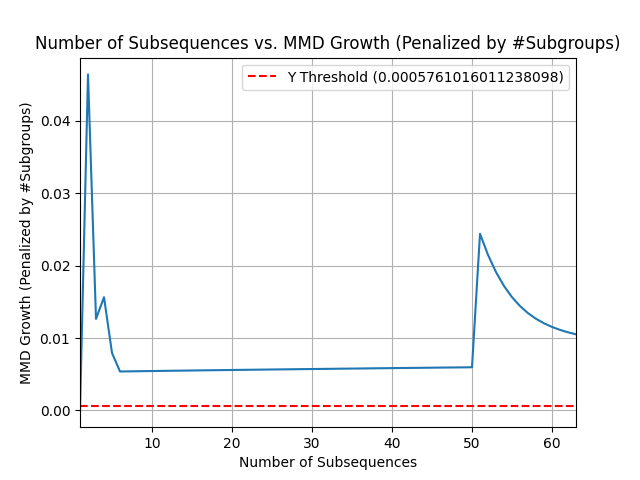 Number of Subsequences vs. MMD Growth (Penalized by #Subgroups)
Y Threshold (0.0005761016011238098)
MMD Growth (Penalized by #Subgroups)
0.04
0.03
0.02
0.01
0.00
10 20 30 40 50 60
Number of Subsequences